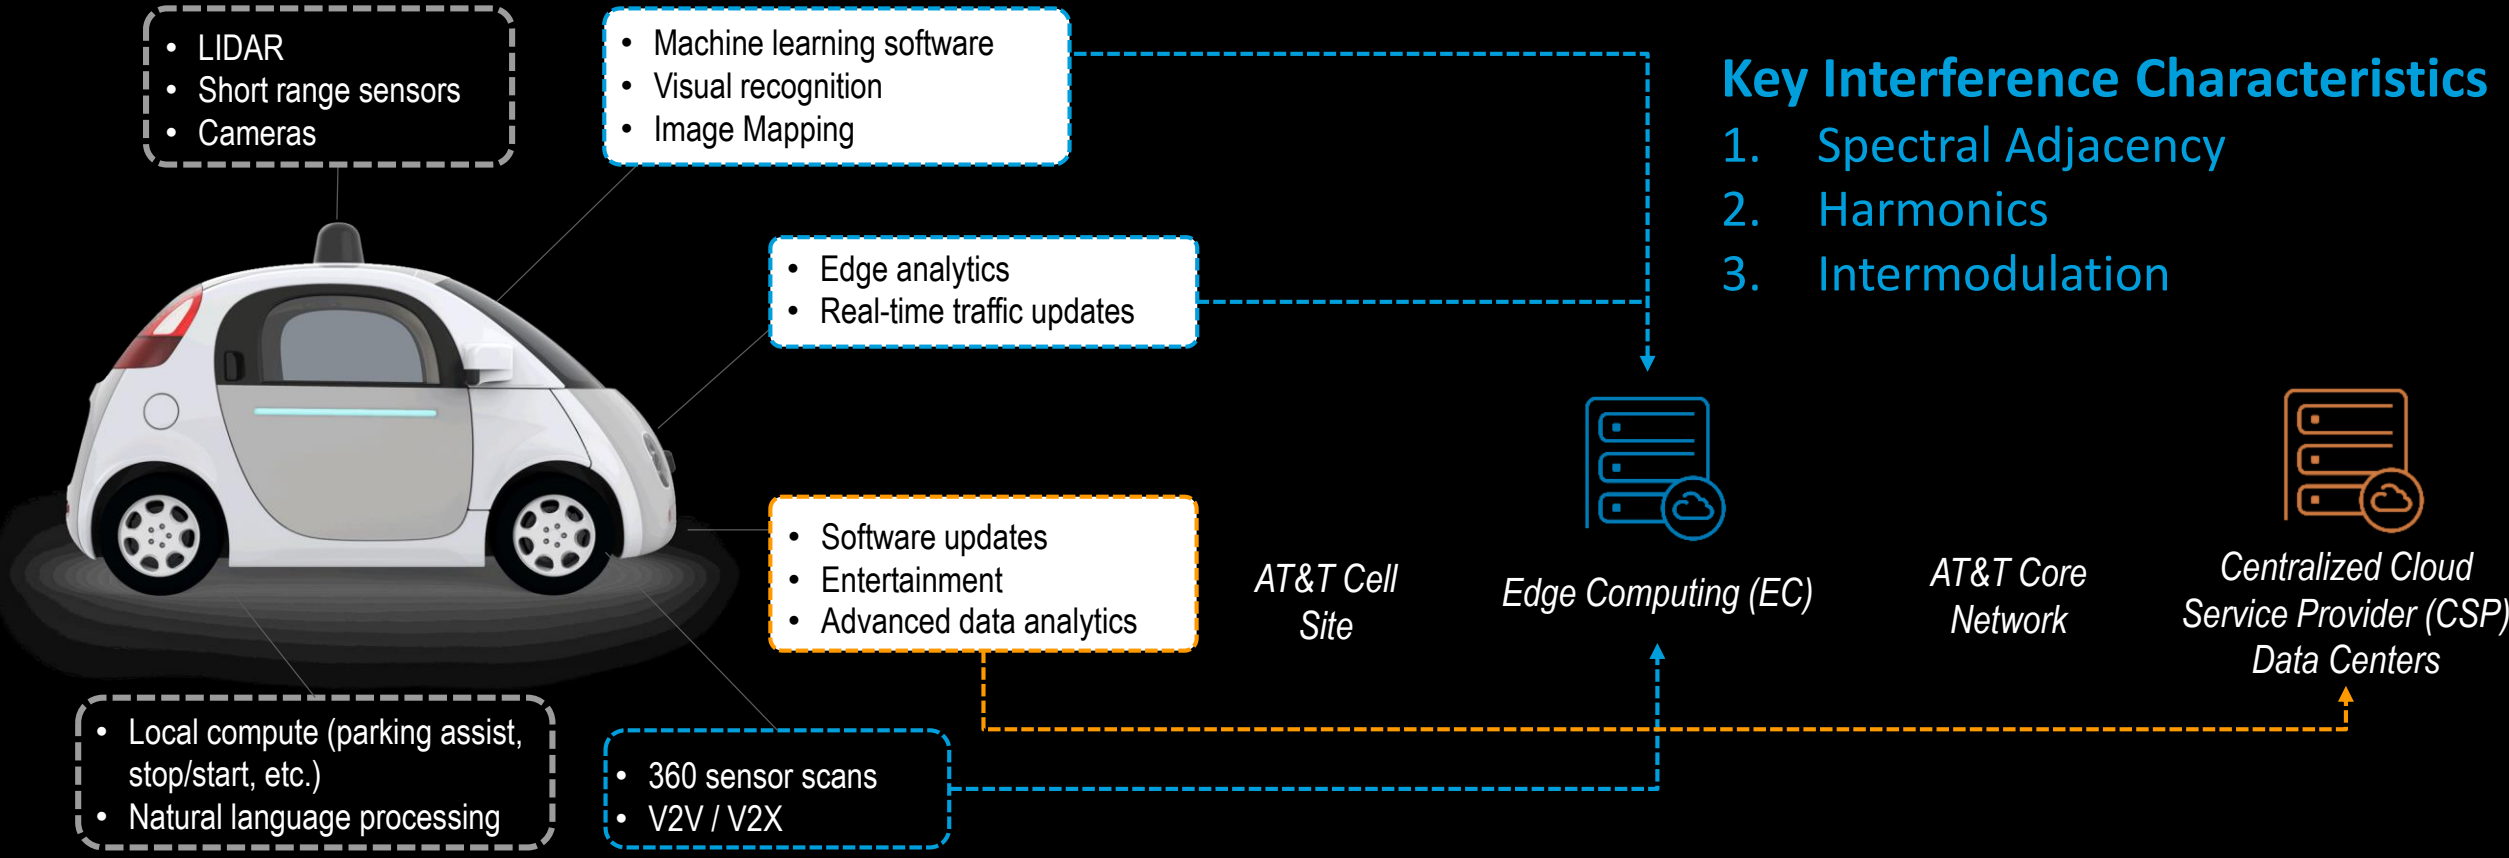 • LIDAR
• Short range sensors
• Cameras
• Machine learning software
• Visual recognition
• Image Mapping
Key Interference Characteristics
1. Spectral Adjacency
2. Harmonics
3. Intermodulation
• Edge analytics
• Real-time traffic updates
• Software updates
• Entertainment
• Advanced data analytics
AT&T Cell
Site
Edge Computing (EC)
AT&T Core
Network
Centralized Cloud
Service Provider (CSP)
Data Centers
• Local compute (parking assist,
stop/start, etc.)
• Natural language processing
• 360 sensor scans
• V2V / V2X